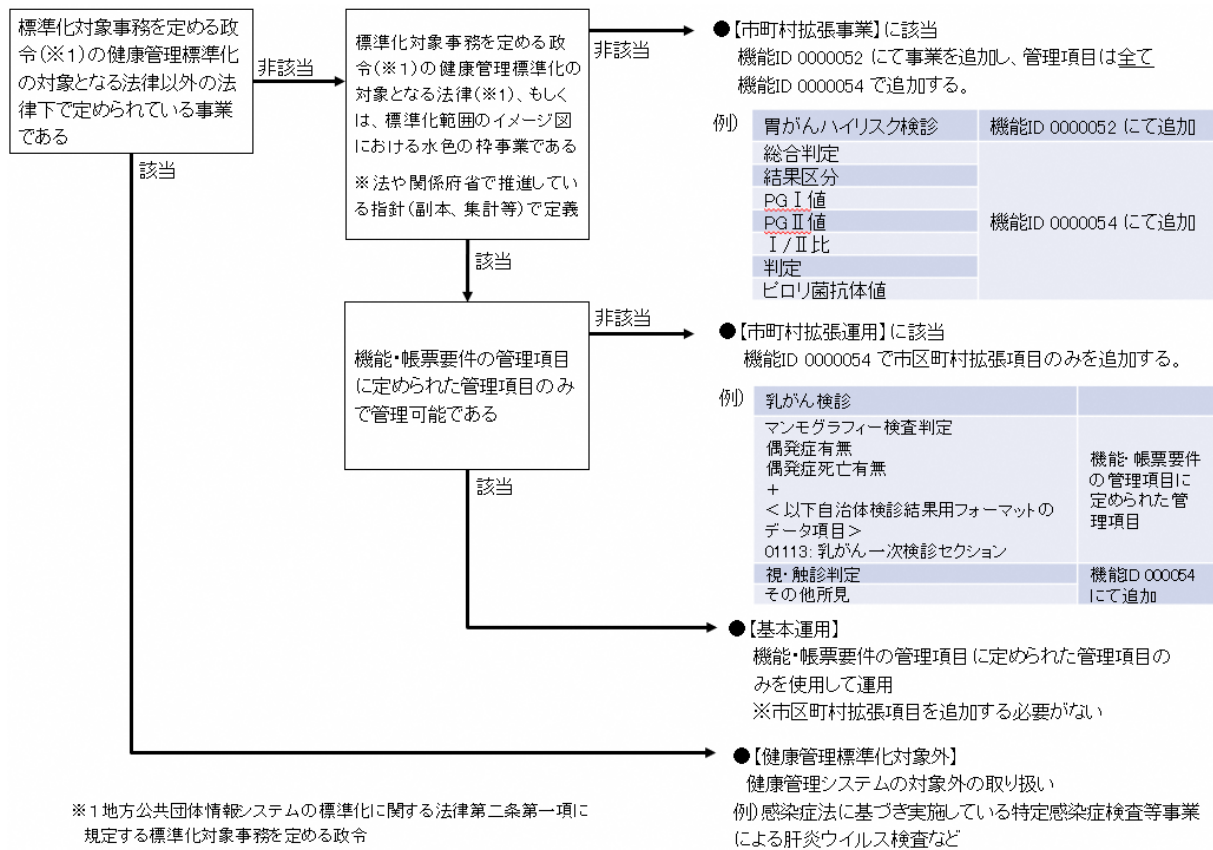 標準化対象事務を定める政
令(※1)の健康管理標準化
の対象となる法律以外の法
律下で定められている事業
である
非該当
該当
標準化対象事務を定める政
令(※1)の健康管理標準化の
対象となる法律(※1)、もしく
は、標準化範囲のイメージ図
における水色の枠事業である
※法や関係府省で推進してい
る指針(副本、集計等)で定義
非該当
該当
●【市町村拡張事業】に該当
機能ID 0000052 にて事業を追加し、管理項目は全て
機能ID 0000054 で追加する。
例)
胃がんハイリスク検診
機能ID 0000052 にて追加
総合判定
結果区分
PGⅠ値
PGⅡ値
Ⅰ/Ⅱ比
判定
ピロリ菌抗体値
機能ID 0000054 にて追加
機能・帳票要件の管理項目
に定められた管理項目のみ
で管理可能である
非該当
該当
●【市町村拡張運用】に該当
機能ID 0000054 で市区町村拡張項目のみを追加する。
例)
乳がん検診
マンモグラフィー検査判定
偶発症有無
偶発症死亡有無
+
<以下自治体検診結果用フォーマットの
データ項目>
01113:乳がん一次検診セクション
機能・帳票要件
の管理項目に
定められた管
理項目
視・触診判定
その他所見
機能ID 000054
にて追加
●【基本運用】
機能・帳票要件の管理項目に定められた管理項目の
みを使用して運用
※市区町村拡張項目を追加する必要がない
●【健康管理標準化対象外】
健康管理システムの対象外の取り扱い
例)感染症法に基づき実施している特定感染症検査等事業
による肝炎ウイルス検査など
※1地方公共団体情報システムの標準化に関する法律第二条第一項に
規定する標準化対象事務を定める政令